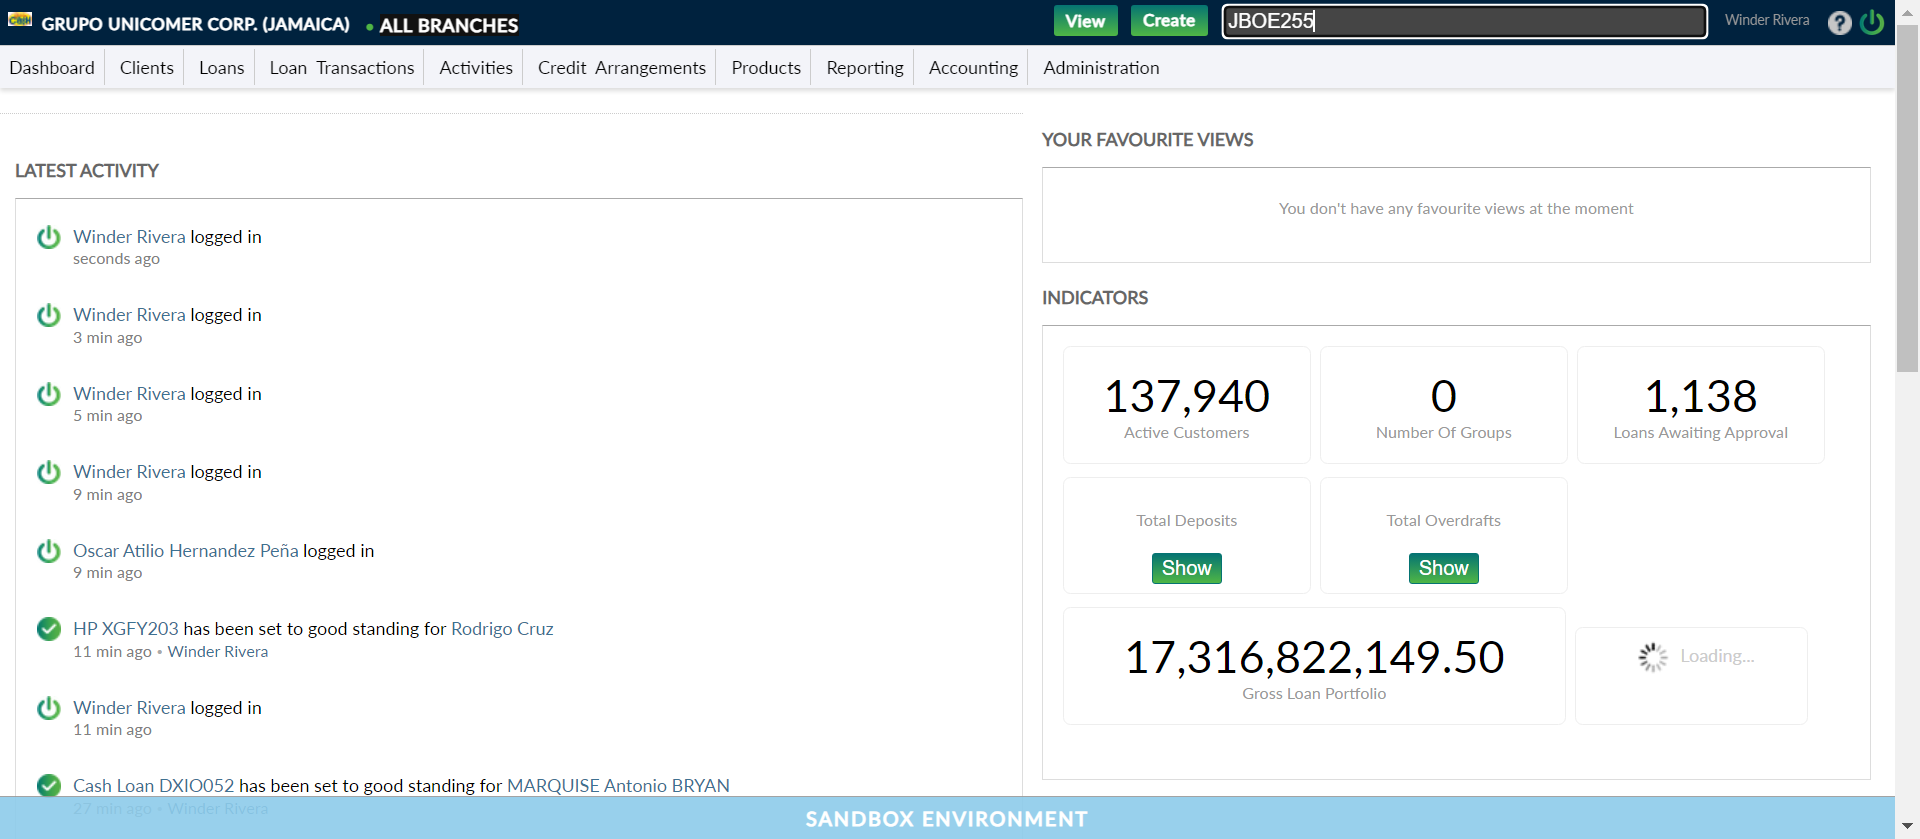 Cash GRUPO UNICOMER CORP. (JAMAICA) • ALL BRANCHES View Create JBOE255 Winder Rivera ?
Dashboard Clients Loans Loan Transactions Activities Credit Arrangements Products Reporting Accounting Administration
LATEST ACTIVITY
Winder Rivera logged in
seconds ago
Winder Rivera logged in
3 min ago
Winder Rivera logged in
5 min ago
Winder Rivera logged in
9 min ago
Oscar Atilio Hernandez Peña logged in
9 min ago
HP XGFY203 has been set to good standing for Rodrigo Cruz
11 min ago • Winder Rivera
Winder Rivera logged in
11 min ago
Cash Loan DXIO052 has been set to good standing for MARQUISE Antonio BRYAN
27 min ago • Winder Rivera
YOUR FAVOURITE VIEWS
You don't have any favourite views at the moment
INDICATORS
137,940
Active Customers
0
Number Of Groups
1,138
Loans Awaiting Approval
Total Deposits
Show
Total Overdrafts
Show
17,316,822,149.50
Gross Loan Portfolio
Loading...
SANDBOX ENVIRONMENT